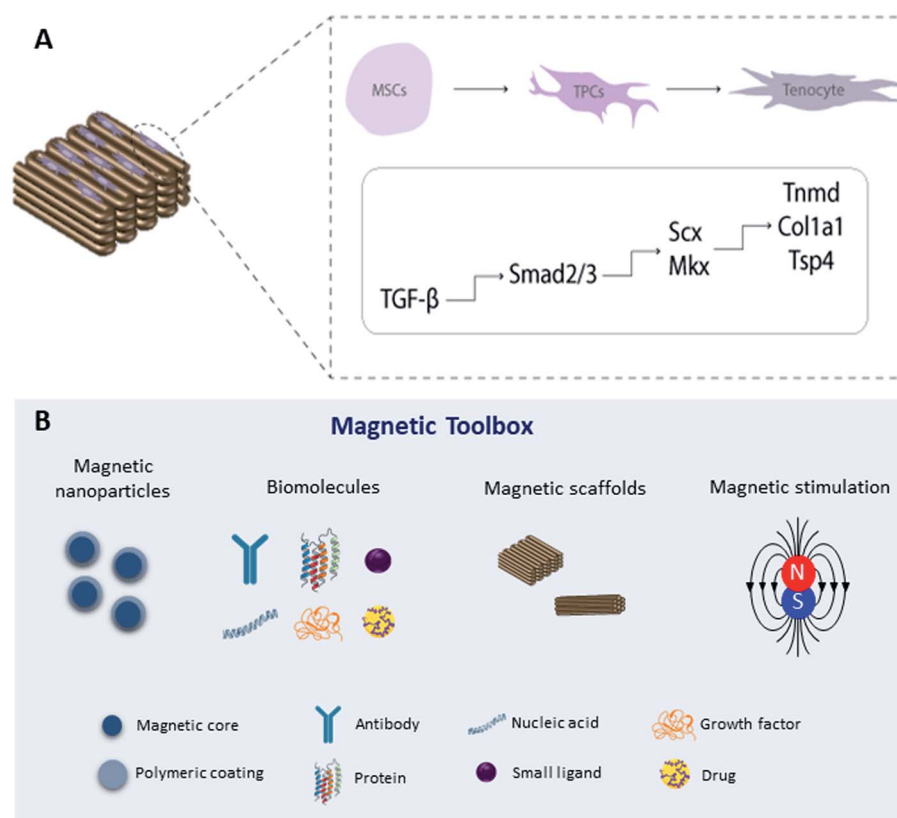 A
MSCs
TPCs
Tenocyte
TGF-β
Smad2/3
Scx
Mkx
Tnmd
Col1a1
Tsp4
B
Magnetic Toolbox
Magnetic
nanoparticles
Biomolecules
Magnetic scaffolds
Magnetic stimulation
N
S
Magnetic core
Antibody
Nucleic acid
Growth factor
Polymeric coating
Protein
Small ligand
Drug